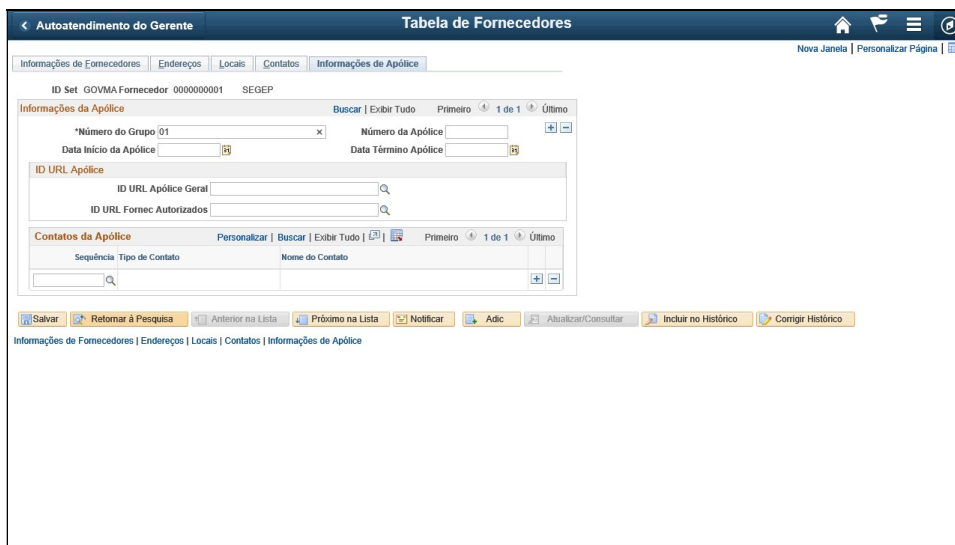 Autoatendimento do Gerente
Tabela de Fornecedores
Nova Janela | Personalizar Página |
Informações de Fornecedores Endereços Locais Contatos Informações de Apólice
ID Set GOVMA Fornecedor 0000000001 SEGEP
Informações da Apólice Buscar | Exibir Tudo Primeiro 1 de 1 Último
*Número do Grupo 01 × Número da Apólice
Data Início da Apólice Data Término Apólice
ID URL Apólice
ID URL Apólice Geral
ID URL Fornec Autorizados
Contatos da Apólice Personalizar | Buscar | Exibir Tudo | | Primeiro 1 de 1 Último
Sequência Tipo de Contato Nome do Contato
Salvar Retornar à Pesquisa Anterior na Lista Próximo na Lista Notificar Adic Atualizar/Consultar Incluir no Histórico Corrigir Histórico
Informações de Fornecedores | Endereços | Locais | Contatos | Informações de Apólice